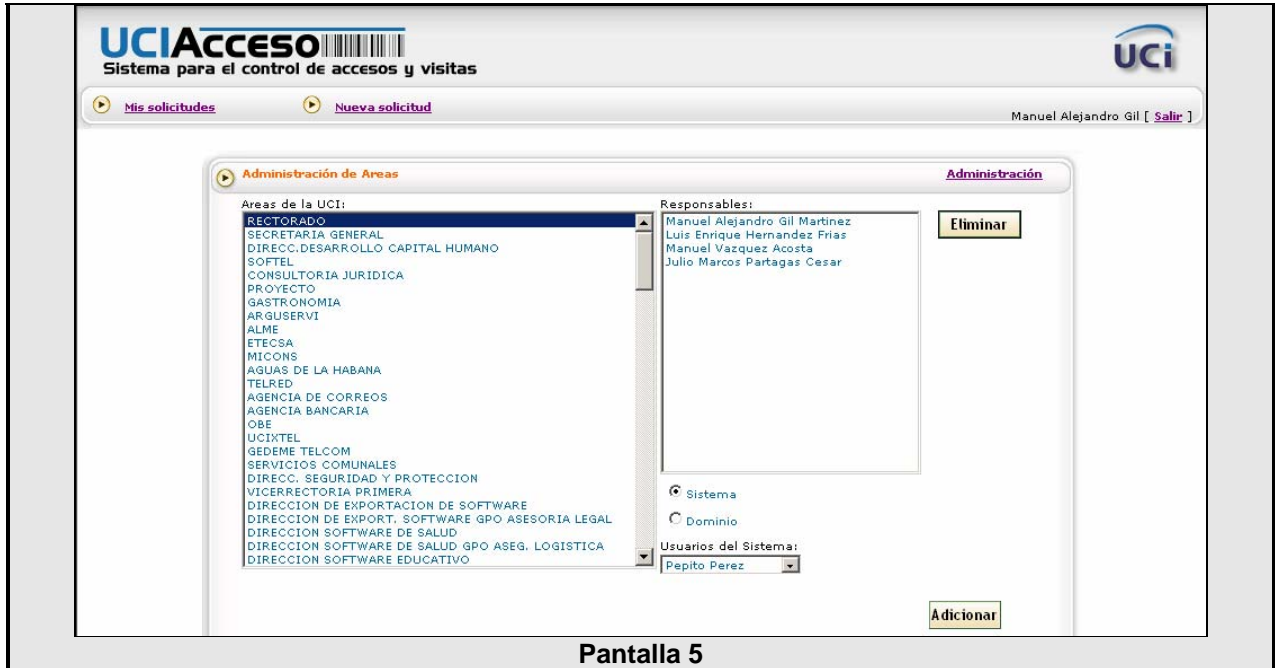 UCIACCESO
Sistema para el control de accesos y visitas
UCi
Mis solicitudes
Nueva solicitud
Manuel Alejandro Gil [ Salir ]
Administración de Areas
Administración
Areas de la UCI:
RECTORADO
SECRETARIA GENERAL
DIRECC.DESARROLLO CAPITAL HUMANO
SOFTEL
CONSULTORIA JURIDICA
PROYECTO
GASTRONOMIA
ARGUSERVI
ALME
ETECSA
MICONS
AGUAS DE LA HABANA
TELRED
AGENCIA DE CORREOS
AGENCIA BANCARIA
OBE
UCIXTEL
GEDEME TELCOM
SERVICIOS COMUNALES
DIRECC. SEGURIDAD Y PROTECCION
VICERRECTORIA PRIMERA
DIRECCION DE EXPORTACION DE SOFTWARE
DIRECCION DE EXPORT. SOFTWARE GPO ASESORIA LEGAL
DIRECCION SOFTWARE DE SALUD
DIRECCION SOFTWARE DE SALUD GPO ASEG. LOGISTICA
DIRECCION SOFTWARE EDUCATIVO
Responsables:
Manuel Alejandro Gil Martinez
Luis Enrique Hernandez Frias
Manuel Vazquez Acosta
Julio Marcos Partagas Cesar
Eliminar
Sistema
Dominio
Usuarios del Sistema:
Pepito Perez
Adicionar
Pantalla 5